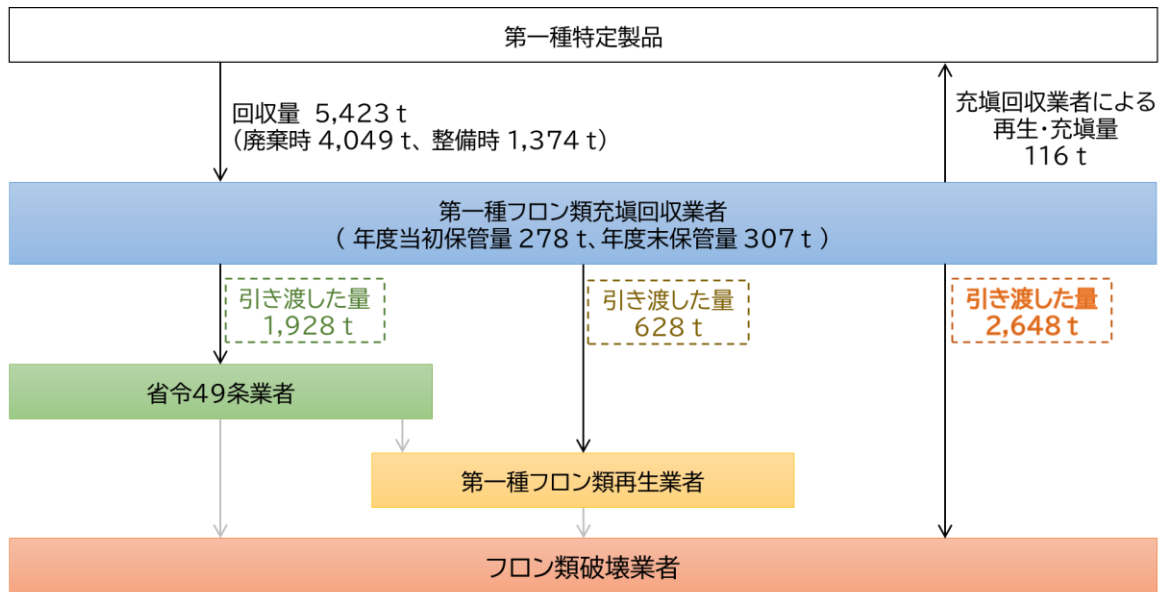 第一種特定製品
回収量 5,423 t
(廃棄時 4,049 t、整備時 1,374 t)
充塡回収業者による
再生・充塡量
116 t
第一種フロン類充塡回収業者
( 年度当初保管量 278 t、年度末保管量 307 t )
引き渡した量
1,928 t
引き渡した量
628 t
引き渡した量
2,648 t
省令49条業者
第一種フロン類再生業者
フロン類破壊業者